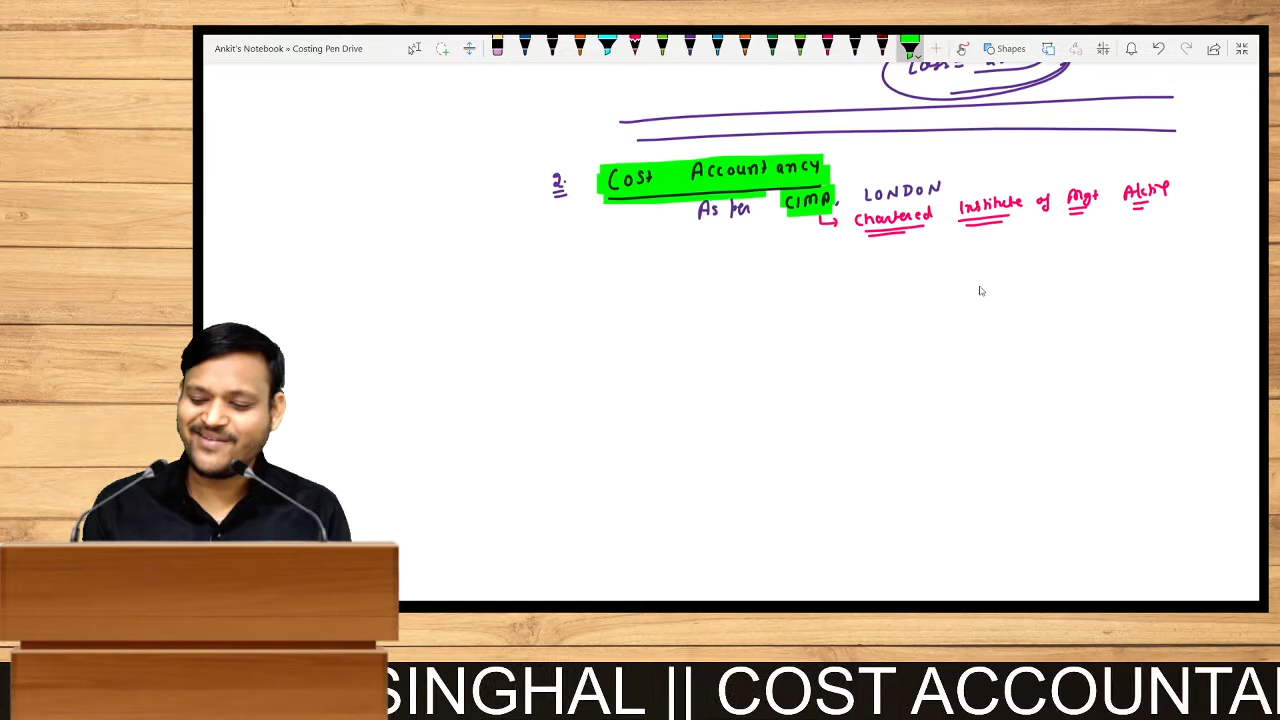 Ankit's Notebook » Costing Pen Drive
Shapes
2. Cost Accountancy
As per CIMA, LONDON
Chartered Institute of Mgt
SINGHAL || COST ACCOUNTA